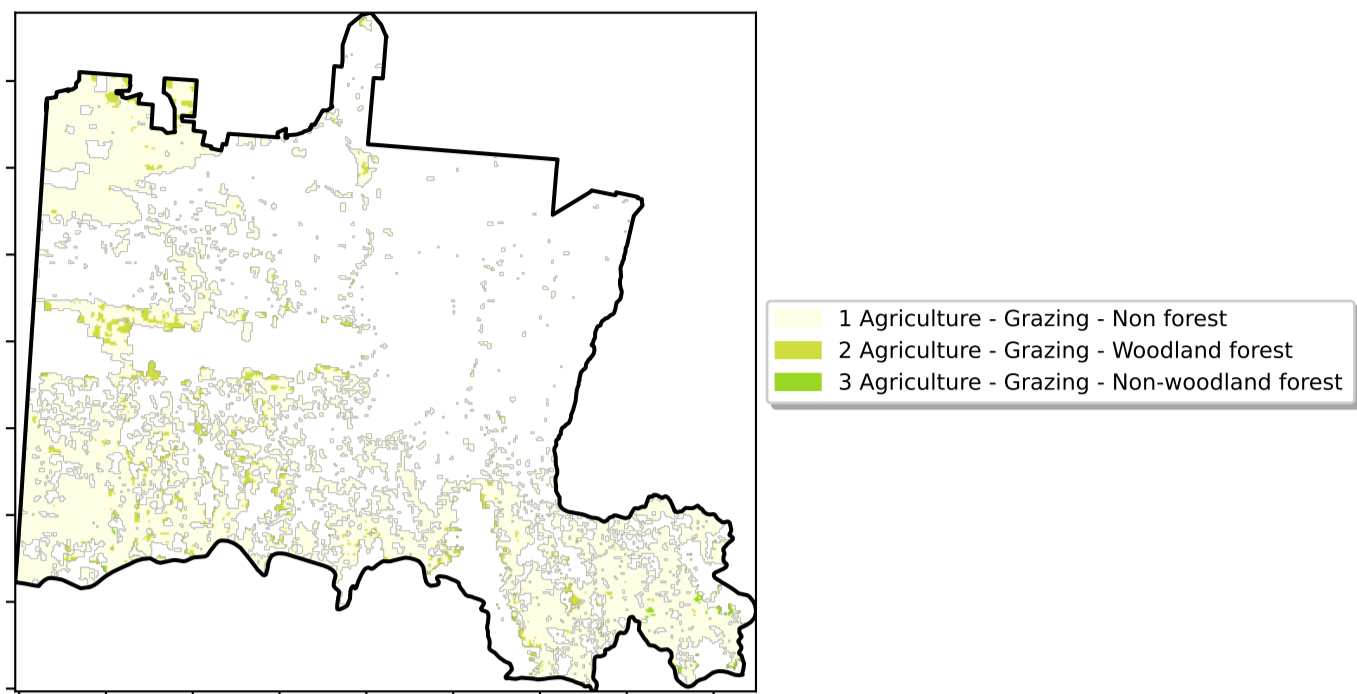 1 Agriculture - Grazing - Non forest
2 Agriculture - Grazing - Woodland forest
3 Agriculture - Grazing - Non-woodland forest